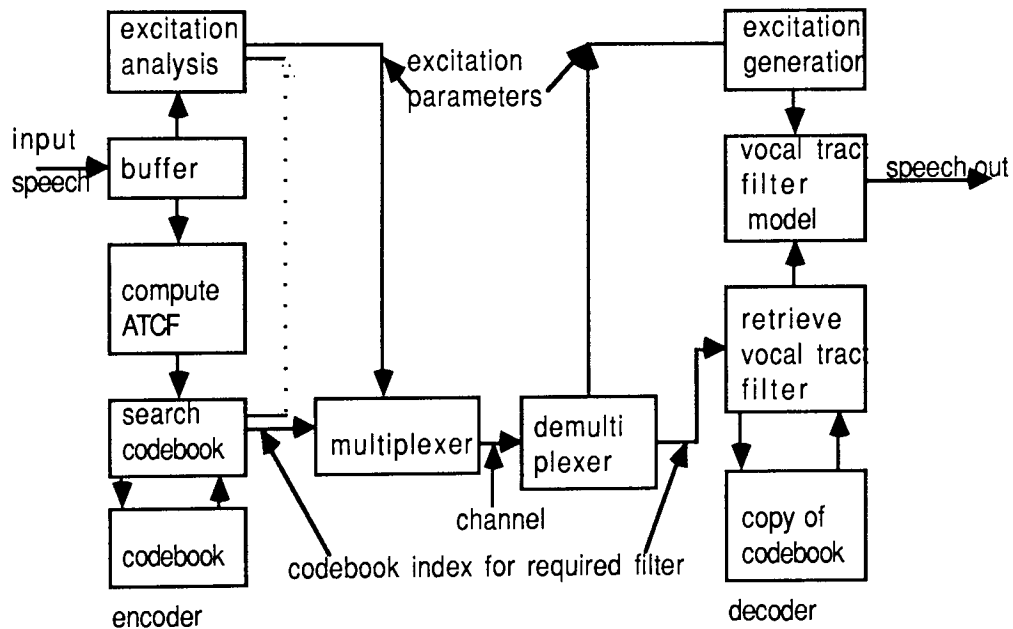 excitation
analysis
input
speech
buffer
compute
ATCF
search
codebook
codebook
encoder
excitation
parameters
multiplexer
channel
demulti
plexer
codebook index for required filter
excitation
generation
vocal tract
filter
model
speech out
retrieve
vocal tract
filter
copy of
codebook
decoder